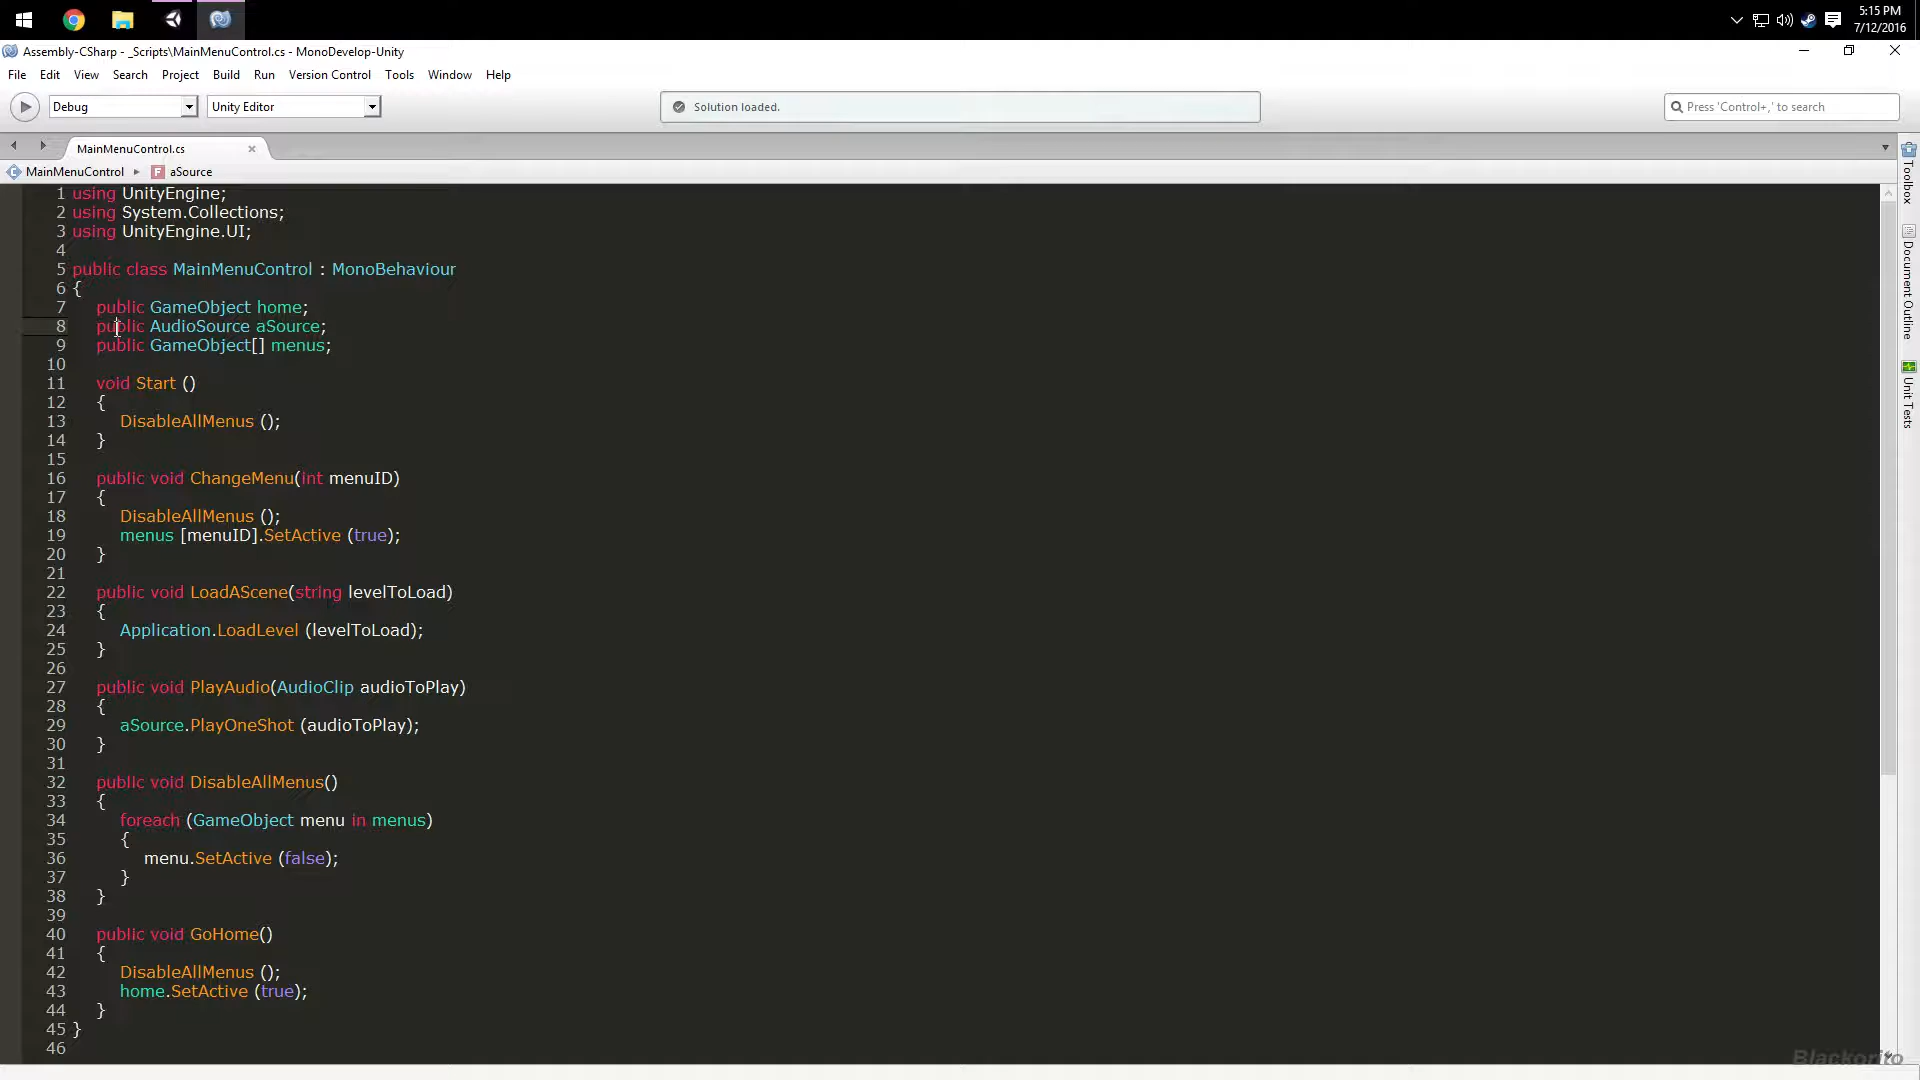 5:15 PM
7/12/2016
Assembly-CSharp - _Scripts\MainMenuControl.cs - MonoDevelop-Unity
File Edit View Search Project Build Run Version Control Tools Window Help
Debug Unity Editor Solution loaded. Press 'Control+,' to search
MainMenuControl.cs
MainMenuControl aSource
1 using UnityEngine;
2 using System.Collections;
3 using UnityEngine.UI;
4
5 public class MainMenuControl : MonoBehaviour
6 {
7 public GameObject home;
8 public AudioSource aSource;
9 public GameObject[] menus;
10
11 void Start ()
12 {
13 DisableAllMenus ();
14 }
15
16 public void ChangeMenu(int menuID)
17 {
18 DisableAllMenus ();
19 menus [menuID].SetActive (true);
20 }
21
22 public void LoadAScene(string levelToLoad)
23 {
24 Application.LoadLevel (levelToLoad);
25 }
26
27 public void PlayAudio(AudioClip audioToPlay)
28 {
29 aSource.PlayOneShot (audioToPlay);
30 }
31
32 public void DisableAllMenus()
33 {
34 foreach (GameObject menu in menus)
35 {
36 menu.SetActive (false);
37 }
38 }
39
40 public void GoHome()
41 {
42 DisableAllMenus ();
43 home.SetActive (true);
44 }
45 }
46
Toolbox
Document Outline
Unit Tests
Blackorito